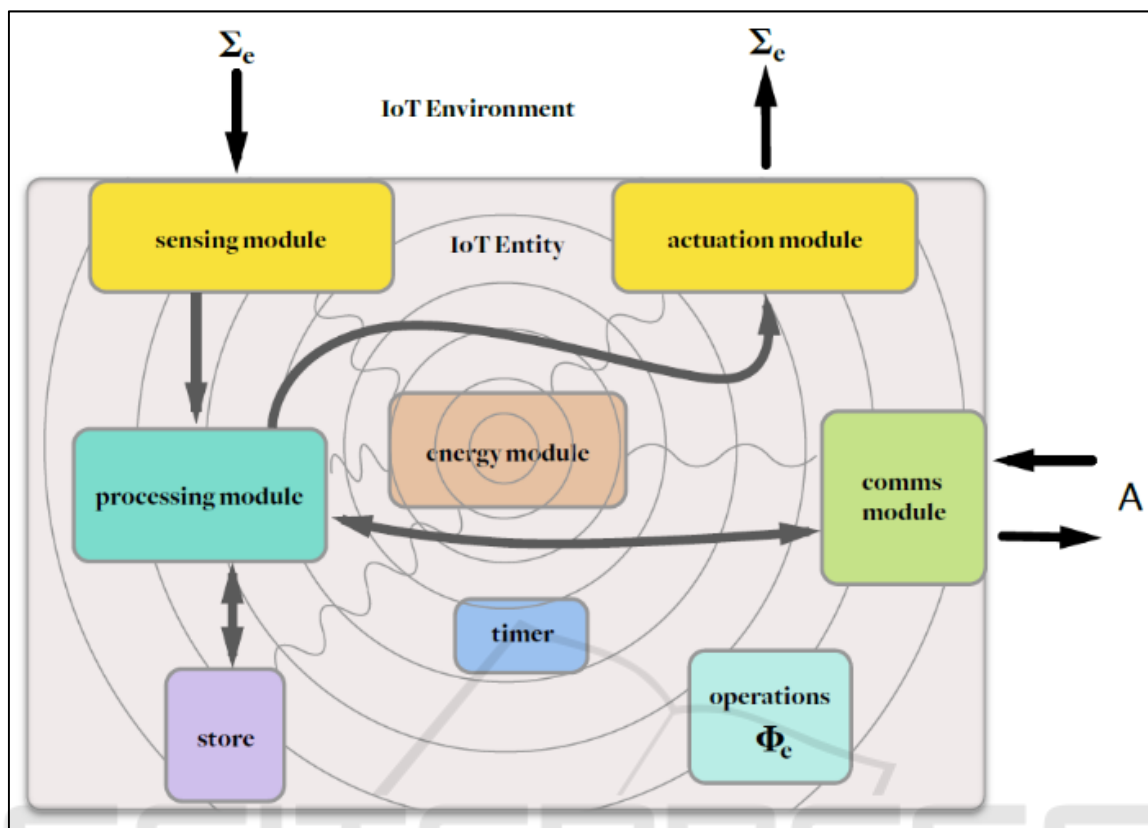 Σe
Σe
IoT Environment
sensing module
IoT Entity
actuation module
energy module
processing module
comms
module
A
timer
operations
Φe
store